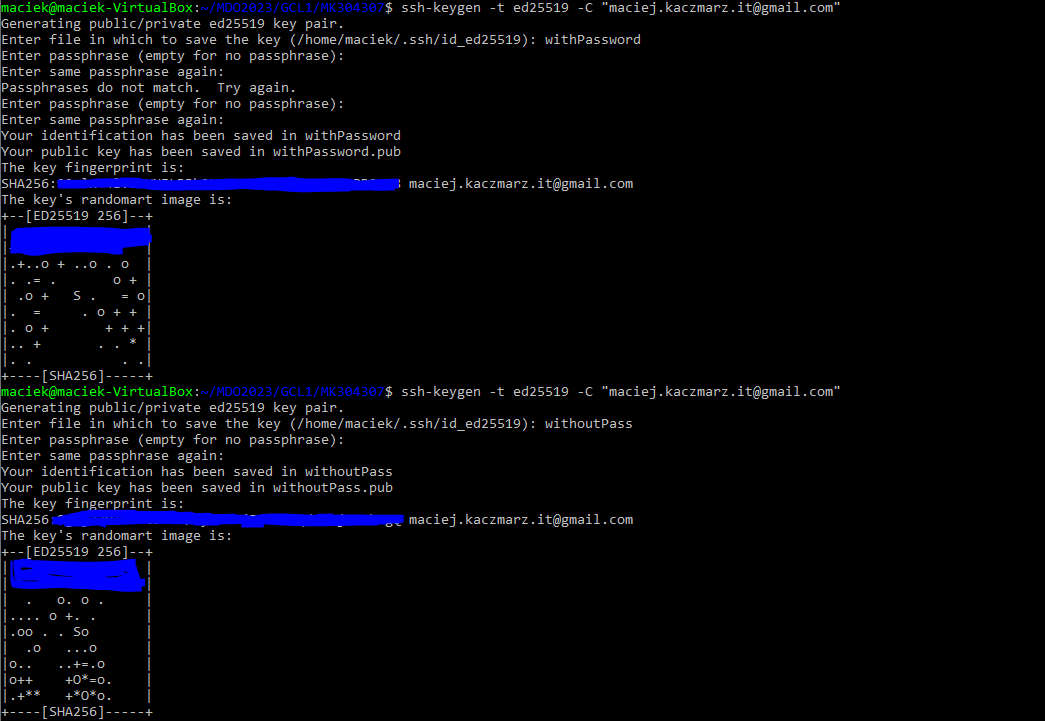 maciek@maciek-VirtualBox:~/MDO2023/GCL1/MK304307$ ssh-keygen -t ed25519 -C "maciej.kaczmarz.it@gmail.com"
Generating public/private ed25519 key pair.
Enter file in which to save the key (/home/maciek/.ssh/id_ed25519): withPassword
Enter passphrase (empty for no passphrase):
Enter same passphrase again:
Passphrases do not match.  Try again.
Enter passphrase (empty for no passphrase):
Enter same passphrase again:
Your identification has been saved in withPassword
Your public key has been saved in withPassword.pub
The key fingerprint is:
SHA256: maciej.kaczmarz.it@gmail.com
The key's randomart image is:
+--[ED25519 256]--+
|                 |
|                 |
|.+..o + ..o . o  |
|. .= .       o + |
| .o +   S .   = o|
|.  =     . o + + |
|. o +       + + +|
|.. +       . . * |
|. .           . .|
+----[SHA256]-----+
maciek@maciek-VirtualBox:~/MDO2023/GCL1/MK304307$ ssh-keygen -t ed25519 -C "maciej.kaczmarz.it@gmail.com"
Generating public/private ed25519 key pair.
Enter file in which to save the key (/home/maciek/.ssh/id_ed25519): withoutPass
Enter passphrase (empty for no passphrase):
Enter same passphrase again:
Your identification has been saved in withoutPass
Your public key has been saved in withoutPass.pub
The key fingerprint is:
SHA256: maciej.kaczmarz.it@gmail.com
The key's randomart image is:
+--[ED25519 256]--+
|                 |
|                 |
|  .   o. o .     |
|.... o +. .      |
|.oo . . So       |
|  .o   ...o      |
|o..   ..+=.o     |
|o++    +O*=o.    |
|.+**   +*O*o.    |
+----[SHA256]-----+